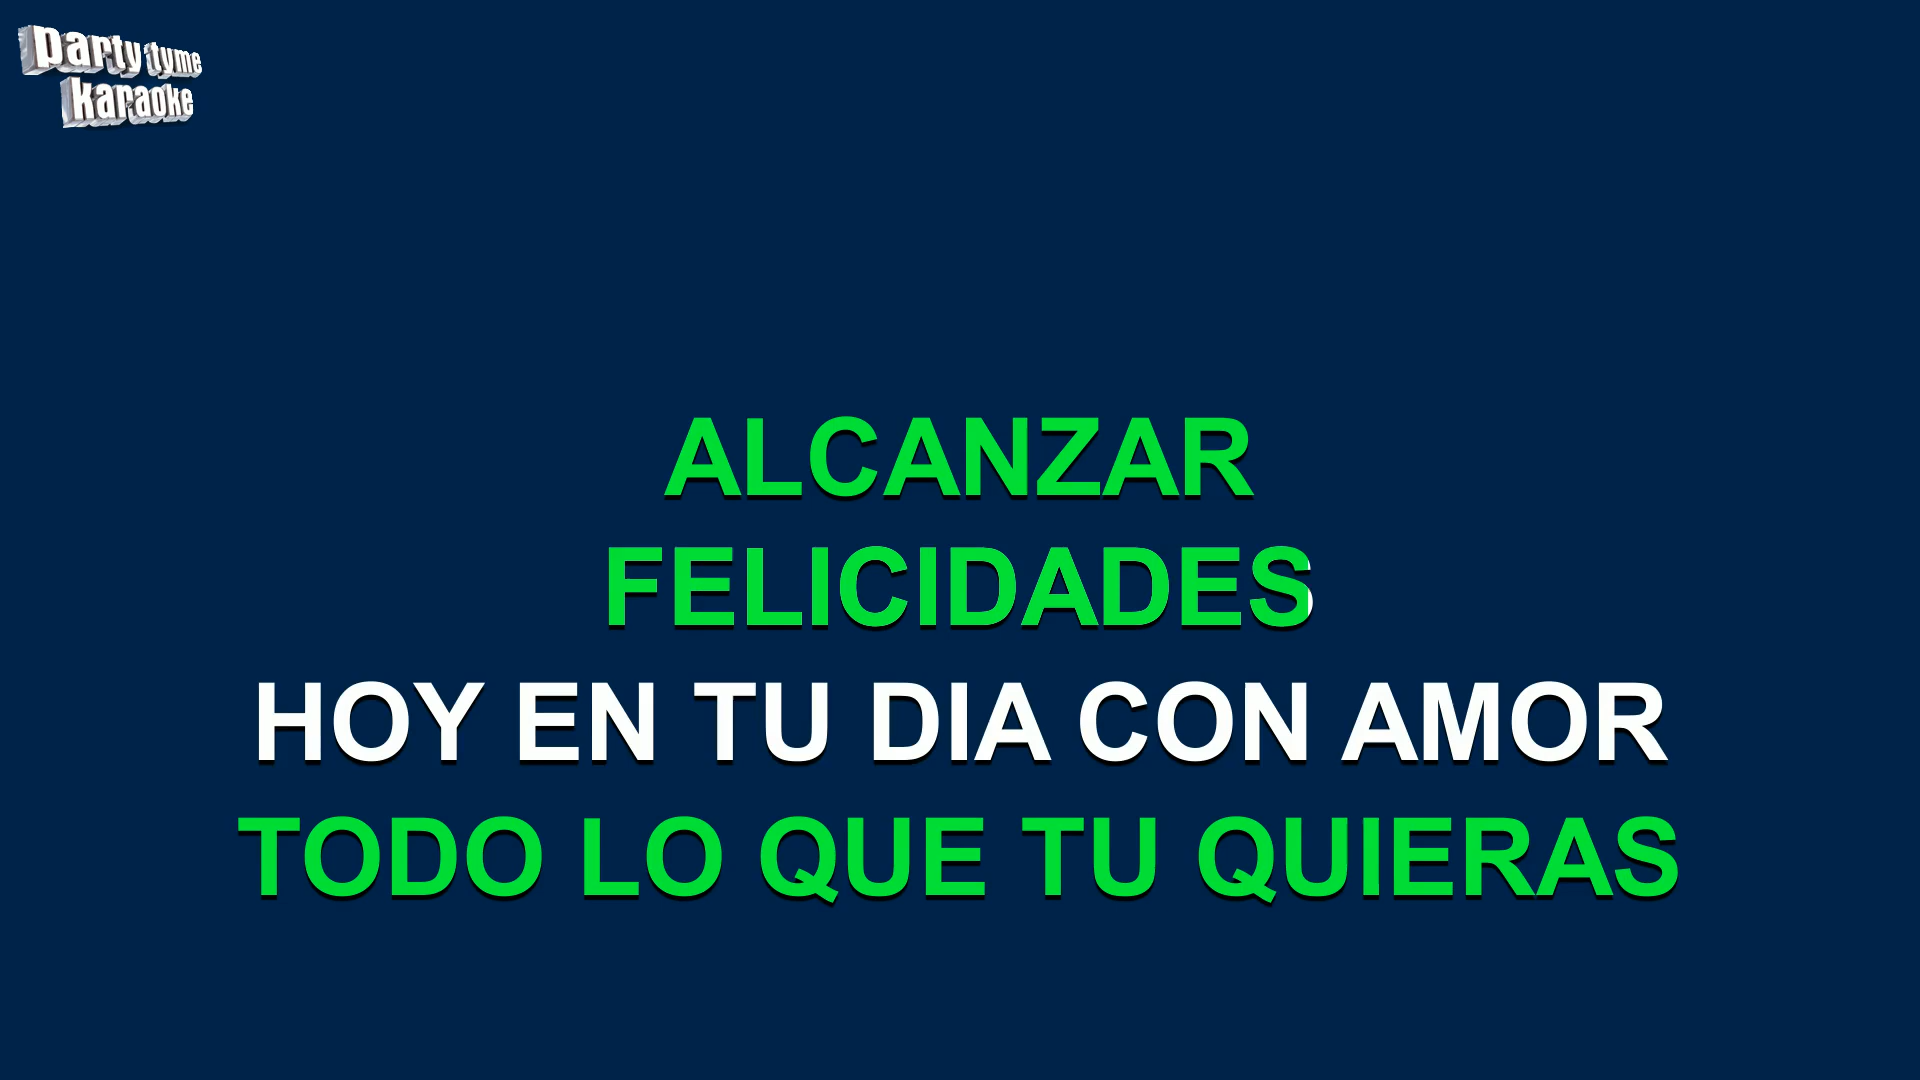 party tyme
karaoke
ALCANZAR
FELICIDADES
HOY EN TU DIA CON AMOR
TODO LO QUE TU QUIERAS